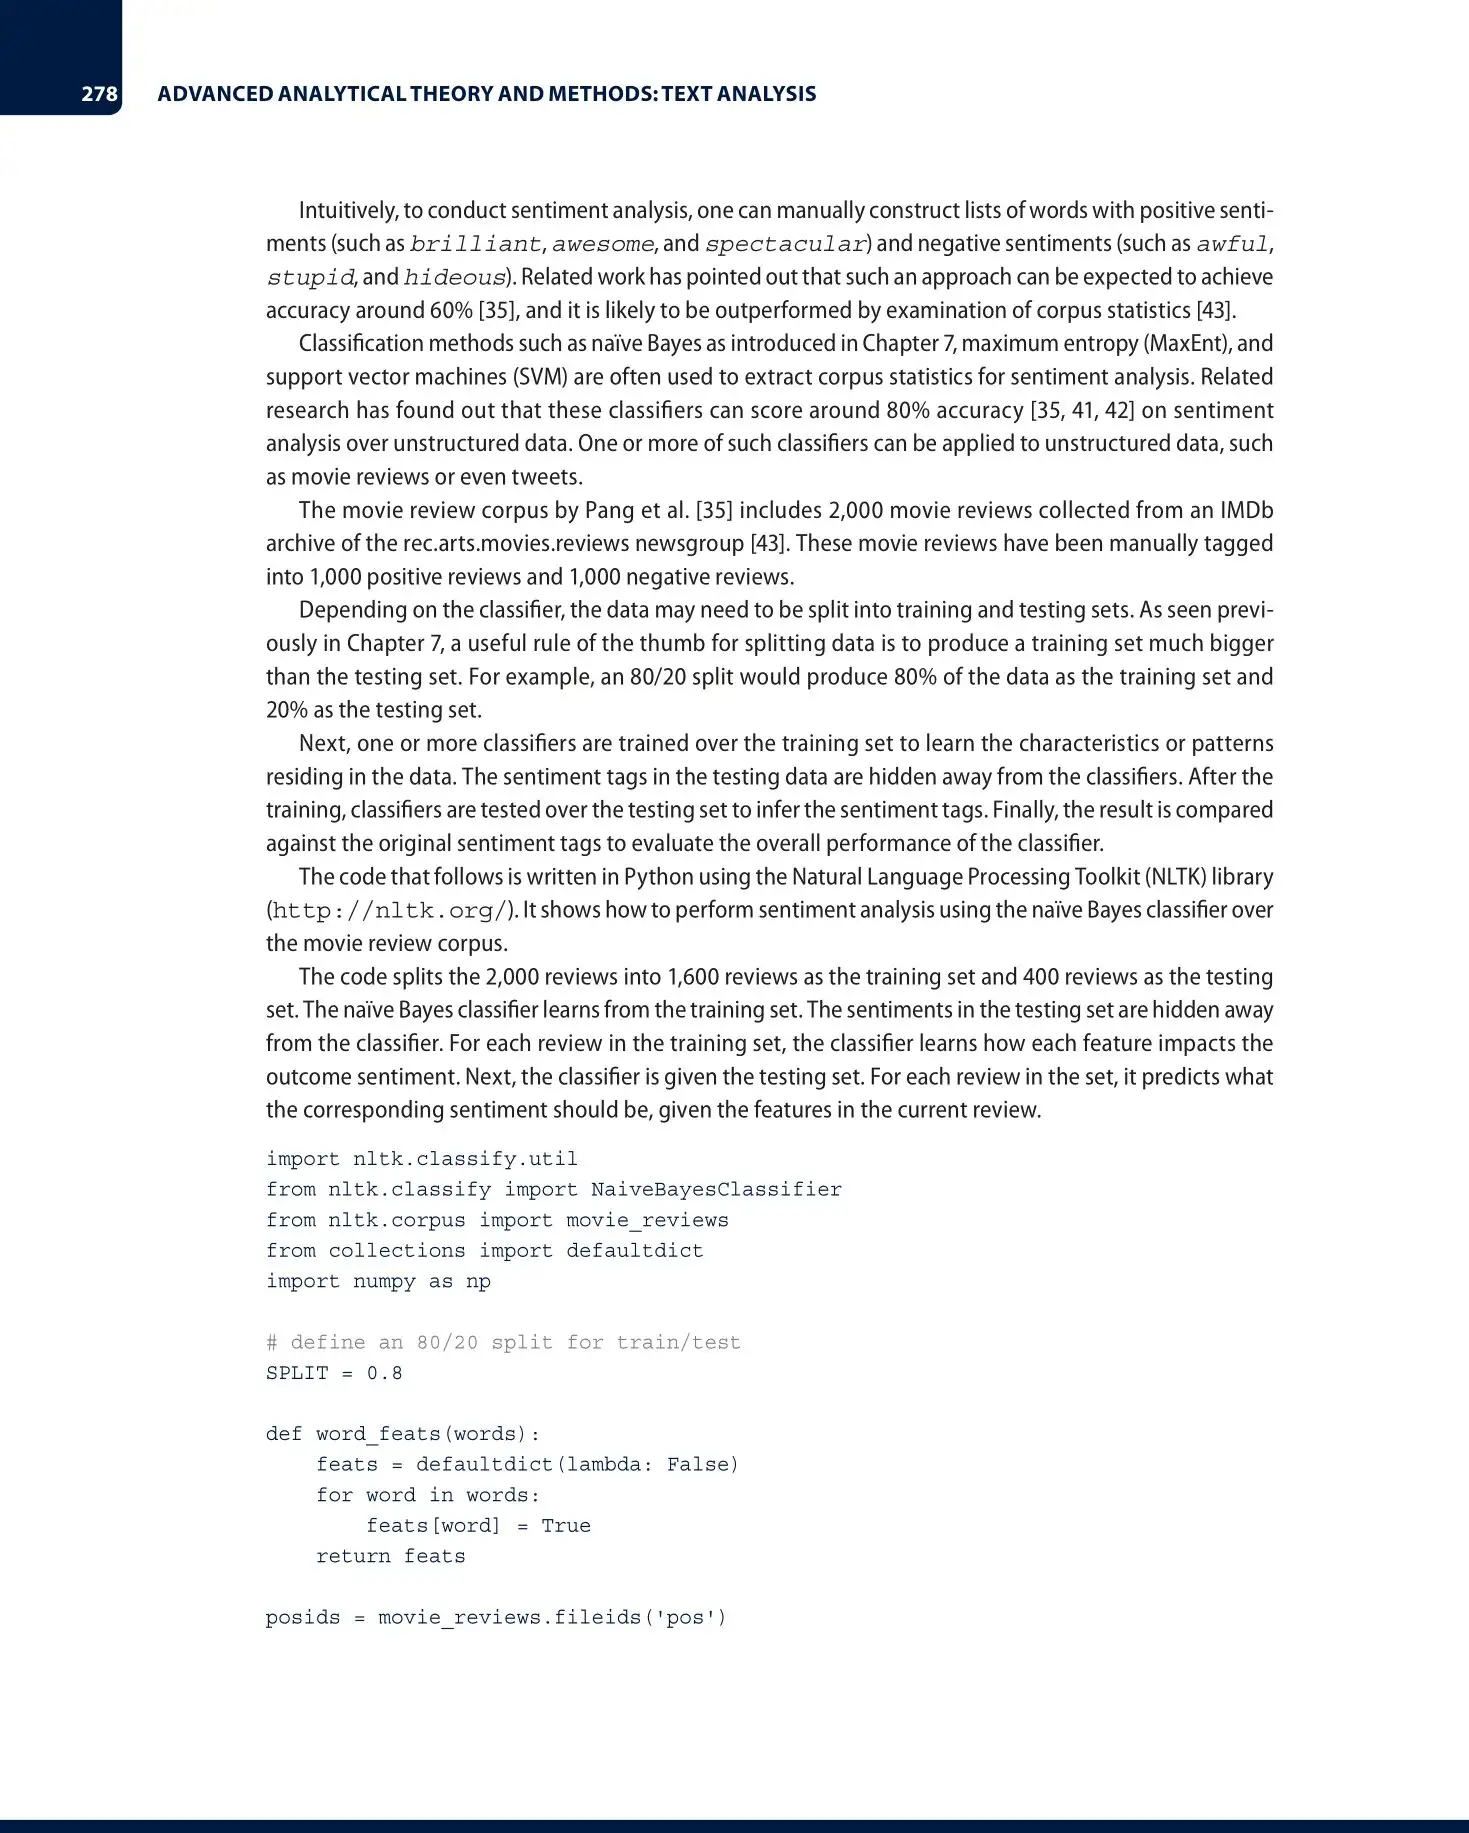 278 ADVANCED ANALYTICAL THEORY AND METHODS: TEXT ANALYSIS
Intuitively, to conduct sentiment analysis, one can manually construct lists of words with positive senti-
ments (such as brilliant, awesome, and spectacular) and negative sentiments (such as awful,
stupid, and hideous). Related work has pointed out that such an approach can be expected to achieve
accuracy around 60% [35], and it is likely to be outperformed by examination of corpus statistics [43].
Classification methods such as naïve Bayes as introduced in Chapter 7, maximum entropy (MaxEnt), and
support vector machines (SVM) are often used to extract corpus statistics for sentiment analysis. Related
research has found out that these classifiers can score around 80% accuracy [35, 41, 42] on sentiment
analysis over unstructured data. One or more of such classifiers can be applied to unstructured data, such
as movie reviews or even tweets.
The movie review corpus by Pang et al. [35] includes 2,000 movie reviews collected from an IMDb
archive of the rec.arts.movies.reviews newsgroup [43]. These movie reviews have been manually tagged
into 1,000 positive reviews and 1,000 negative reviews.
Depending on the classifier, the data may need to be split into training and testing sets. As seen previ-
ously in Chapter 7, a useful rule of the thumb for splitting data is to produce a training set much bigger
than the testing set. For example, an 80/20 split would produce 80% of the data as the training set and
20% as the testing set.
Next, one or more classifiers are trained over the training set to learn the characteristics or patterns
residing in the data. The sentiment tags in the testing data are hidden away from the classifiers. After the
training, classifiers are tested over the testing set to infer the sentiment tags. Finally, the result is compared
against the original sentiment tags to evaluate the overall performance of the classifier.
The code that follows is written in Python using the Natural Language Processing Toolkit (NLTK) library
(http://nltk.org/). It shows how to perform sentiment analysis using the naïve Bayes classifier over
the movie review corpus.
The code splits the 2,000 reviews into 1,600 reviews as the training set and 400 reviews as the testing
set. The naïve Bayes classifier learns from the training set. The sentiments in the testing set are hidden away
from the classifier. For each review in the training set, the classifier learns how each feature impacts the
outcome sentiment. Next, the classifier is given the testing set. For each review in the set, it predicts what
the corresponding sentiment should be, given the features in the current review.
import nltk.classify.util
from nltk.classify import NaiveBayesClassifier
from nltk.corpus import movie_reviews
from collections import defaultdict
import numpy as np
# define an 80/20 split for train/test
SPLIT = 0.8
def word_feats(words):
    feats = defaultdict(lambda: False)
    for word in words:
        feats[word] = True
    return feats
posids = movie_reviews.fileids('pos')